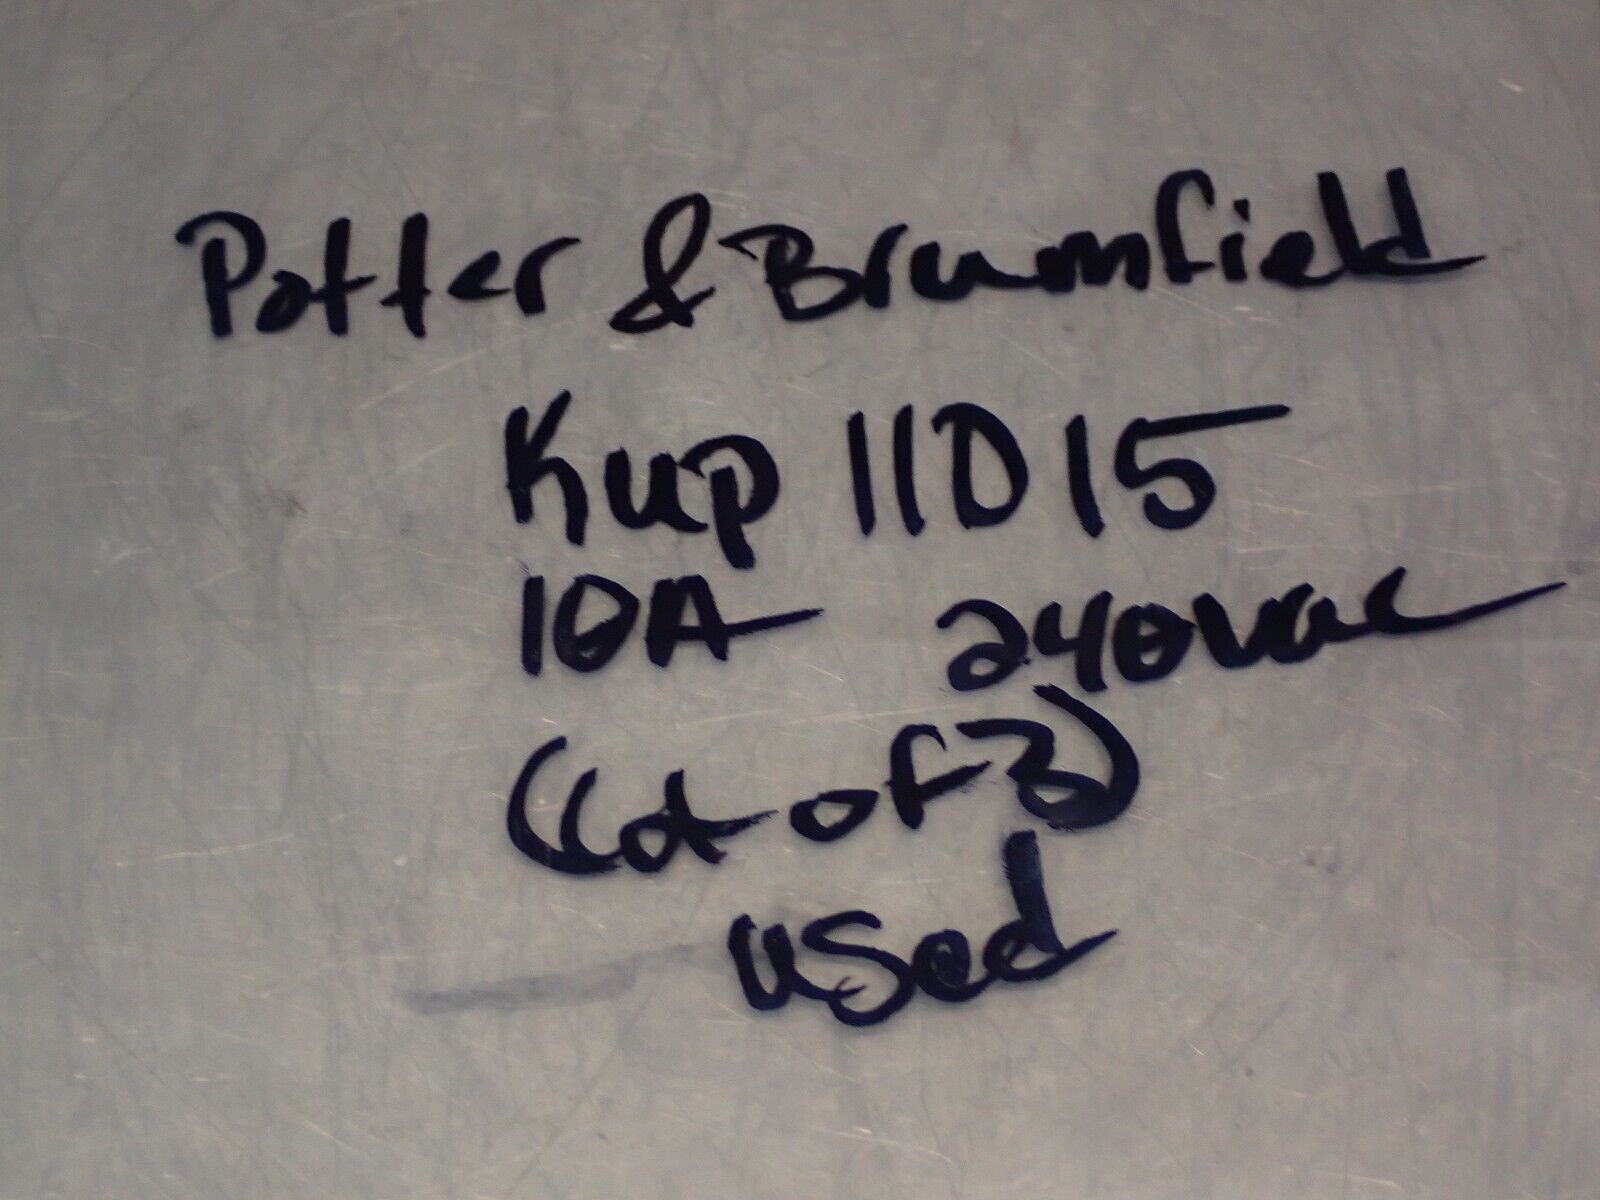 Potter & Brumfield
Kup 11D15
10A 240vac
(Lot of 3)
used